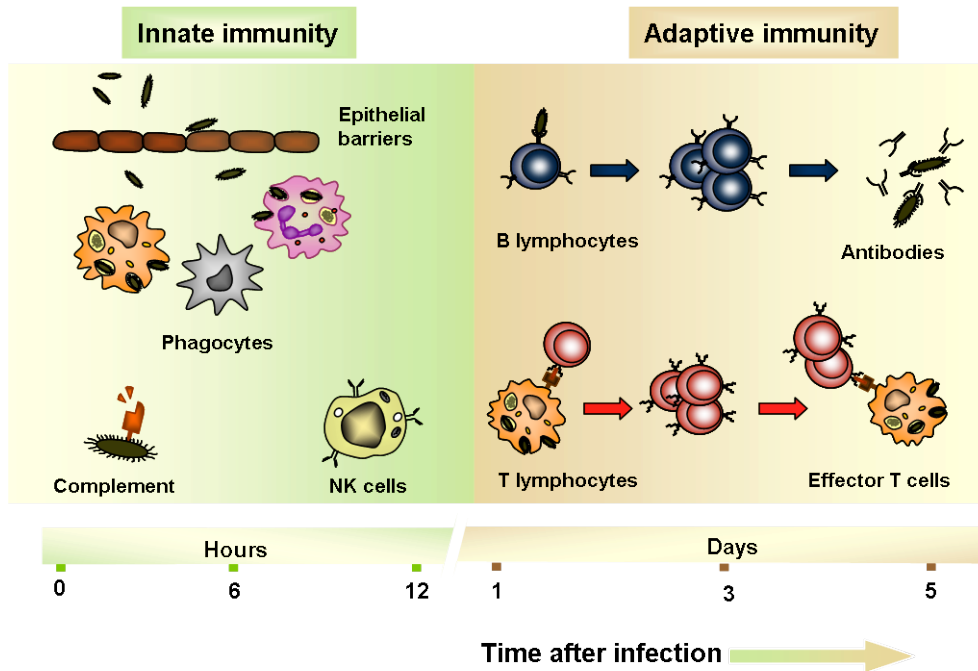 Innate immunity
Adaptive immunity
Epithelial
barriers
Phagocytes
Complement
NK cells
B lymphocytes
Antibodies
T lymphocytes
Effector T cells
Hours
Days
0
6
12
1
3
5
Time after infection